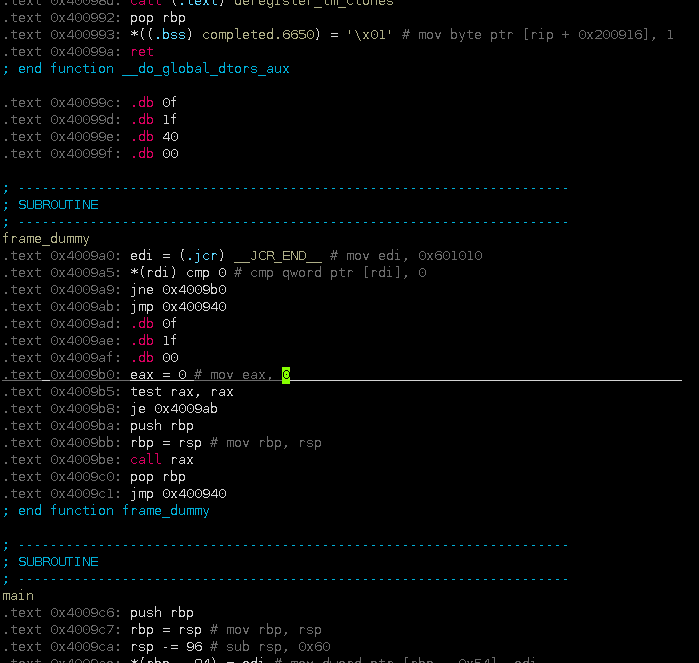 .text 0x40098d: call (.text) deregister_tm_clones
.text 0x400992: pop rbp
.text 0x400993: *((.bss) completed.6650) = '\x01' # mov byte ptr [rip + 0x200916], 1
.text 0x40099a: ret
; end function __do_global_dtors_aux
.text 0x40099c: .db 0f
.text 0x40099d: .db 1f
.text 0x40099e: .db 40
.text 0x40099f: .db 00
; --------------------------------------------------------------------
; SUBROUTINE
; --------------------------------------------------------------------
frame_dummy
.text 0x4009a0: edi = (.jcr) __JCR_END__ # mov edi, 0x601010
.text 0x4009a5: *(rdi) cmp 0 # cmp qword ptr [rdi], 0
.text 0x4009a9: jne 0x4009b0
.text 0x4009ab: jmp 0x400940
.text 0x4009ad: .db 0f
.text 0x4009ae: .db 1f
.text 0x4009af: .db 00
.text 0x4009b0: eax = 0 # mov eax, 0
.text 0x4009b5: test rax, rax
.text 0x4009b8: je 0x4009ab
.text 0x4009ba: push rbp
.text 0x4009bb: rbp = rsp # mov rbp, rsp
.text 0x4009be: call rax
.text 0x4009c0: pop rbp
.text 0x4009c1: jmp 0x400940
; end function frame_dummy
; --------------------------------------------------------------------
; SUBROUTINE
; --------------------------------------------------------------------
main
.text 0x4009c6: push rbp
.text 0x4009c7: rbp = rsp # mov rbp, rsp
.text 0x4009ca: rsp -= 96 # sub rsp, 0x60
.text 0x4009ce: *(rbp - 84) = edi # mov dword ptr [rbp - 0x54], edi